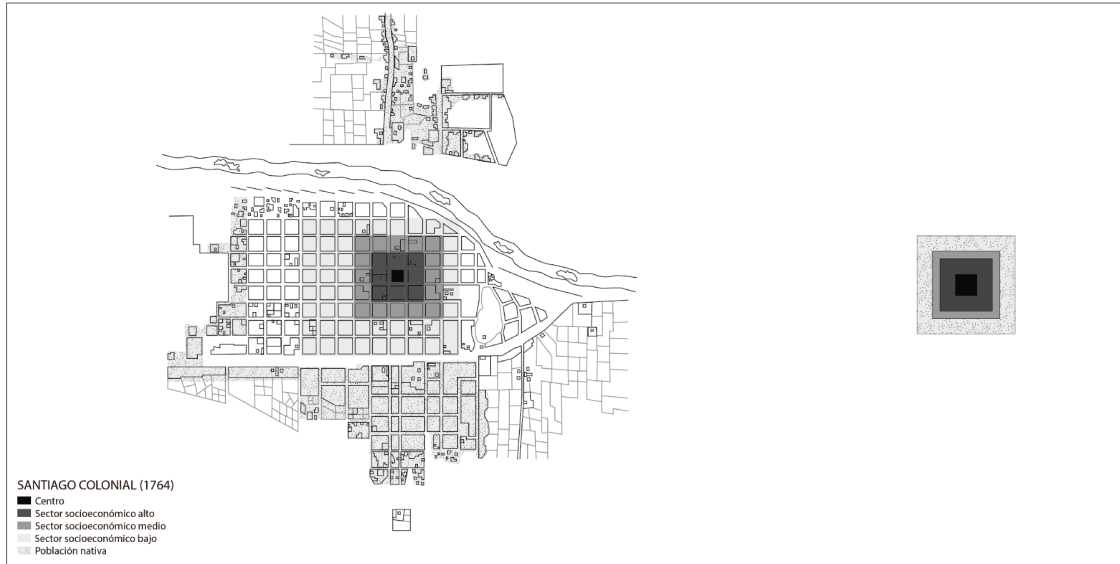 SANTIAGO COLONIAL (1764)
Centro
Sector socioeconómico alto
Sector socioeconómico medio
Sector socioeconómico bajo
Población nativa